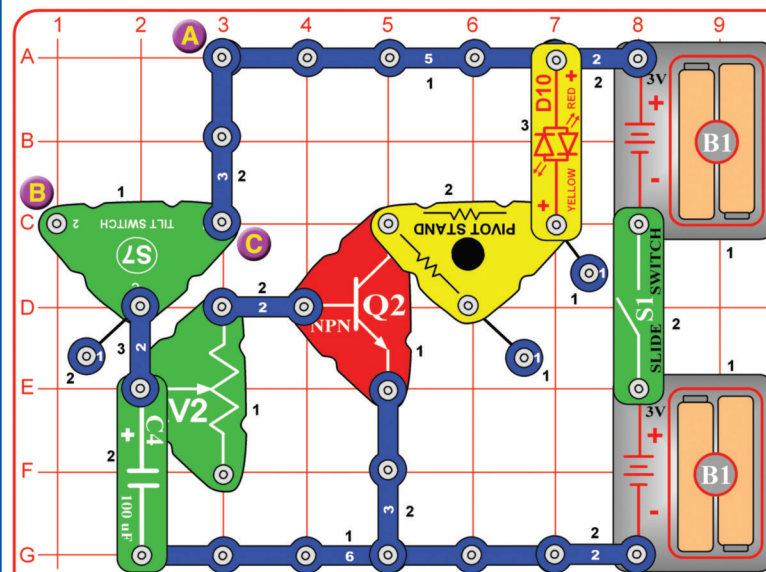 1 2 3 4 5 6 7 8 9
A
A
5
1
2
2
3V
+
-
B1
1
D10
RED
+
3
YELLOW
+
B
3
2
B
1
2
TILT SWITCH
S7
C
C
2
PIVOT STAND
1
1
S1
SLIDE SWITCH
2
D
2
2
NPN
Q2
1
1
1
1
2
3
2
E
V2
1
C4
+
100 uF
2
3V
+
-
B1
1
F
3
2
G
1
6
2
2